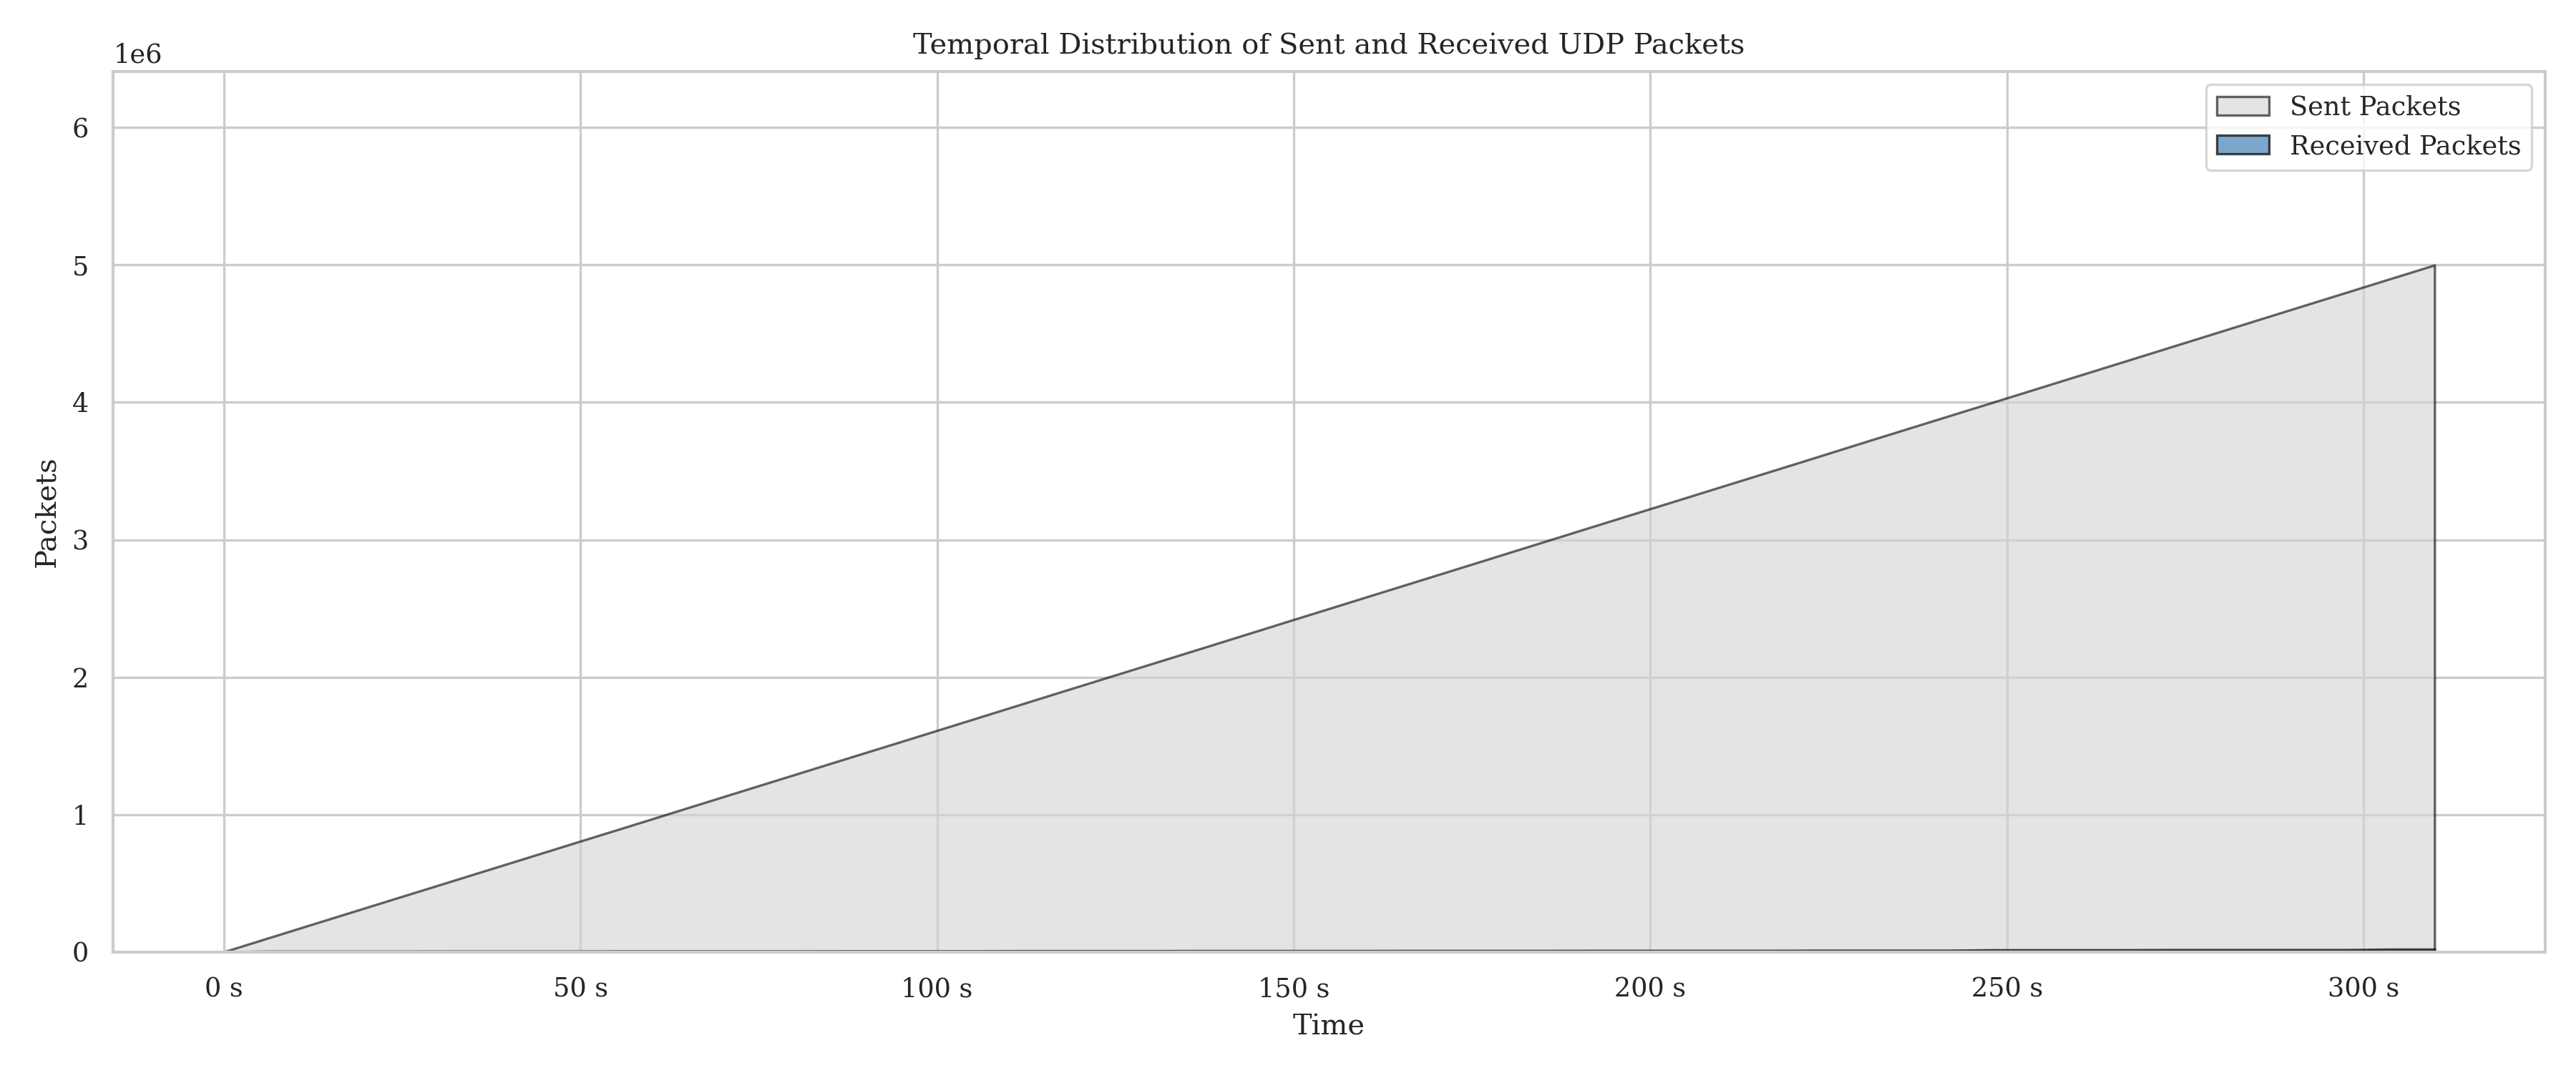 Temporal Distribution of Sent and Received UDP Packets
1e6
Sent Packets
Received Packets
6
5
4
3
2
1
0
Packets
0 s
50 s
100 s
150 s
200 s
250 s
300 s
Time